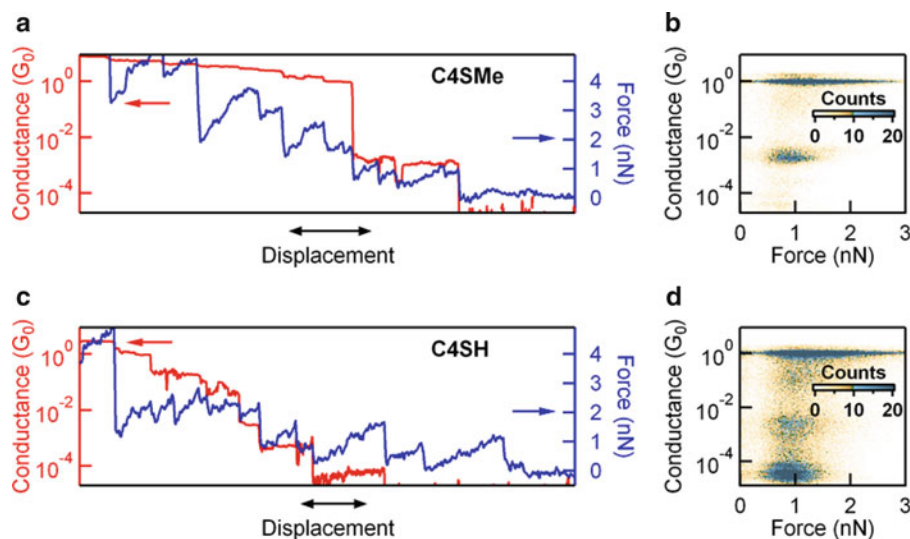 a
Conductance (G0)
10^0
10^-2
10^-4
C4SMe
4
3
2
1
0
Force (nN)
Displacement
b
Conductance (G0)
10^0
10^-2
10^-4
Counts
0 10 20
0 1 2 3
Force (nN)
c
Conductance (G0)
10^0
10^-2
10^-4
C4SH
4
3
2
1
0
Force (nN)
Displacement
d
Conductance (G0)
10^0
10^-2
10^-4
Counts
0 10 20
0 1 2 3
Force (nN)